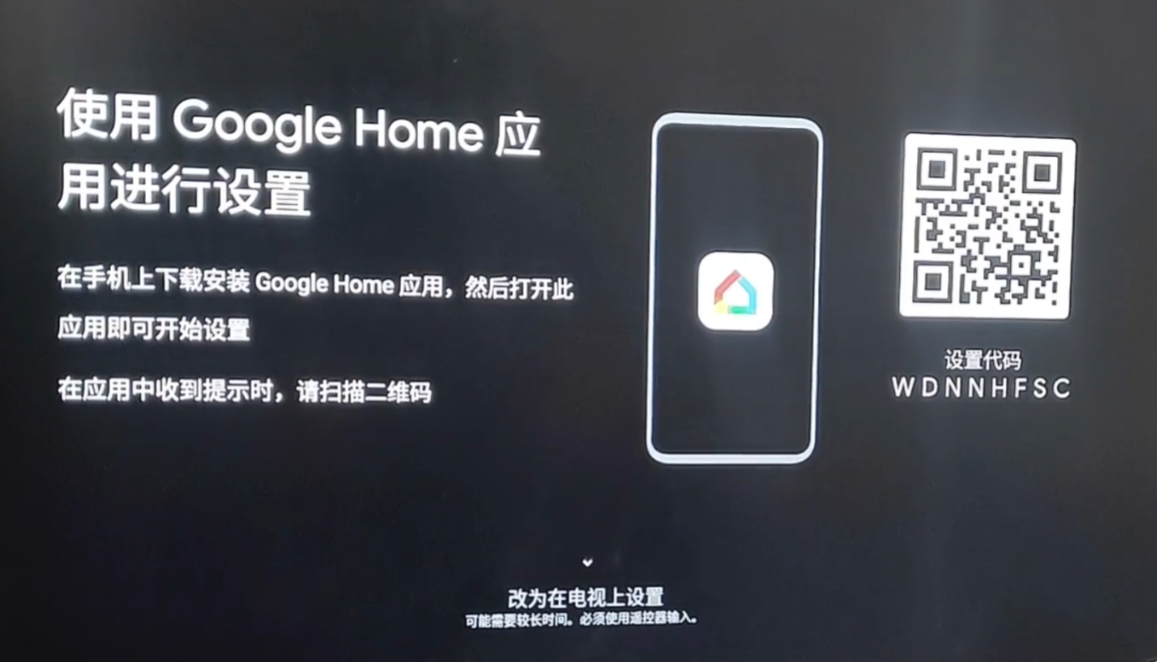 使用 Google Home 应
用进行设置
在手机上下载安装 Google Home 应用，然后打开此
应用即可开始设置
在应用中收到提示时，请扫描二维码
设置代码
WDNNHFSC
改为在电视上设置
可能需要较长时间。必须使用遥控器输入。